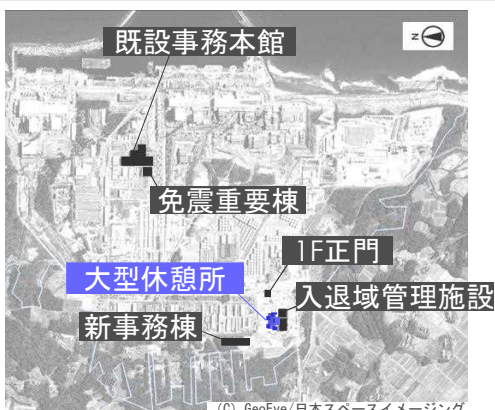 既設事務本館
N
免震重要棟
1F正門
大型休憩所
入退域管理施設
新事務棟
(C) GeoEye/日本スペースイメージング